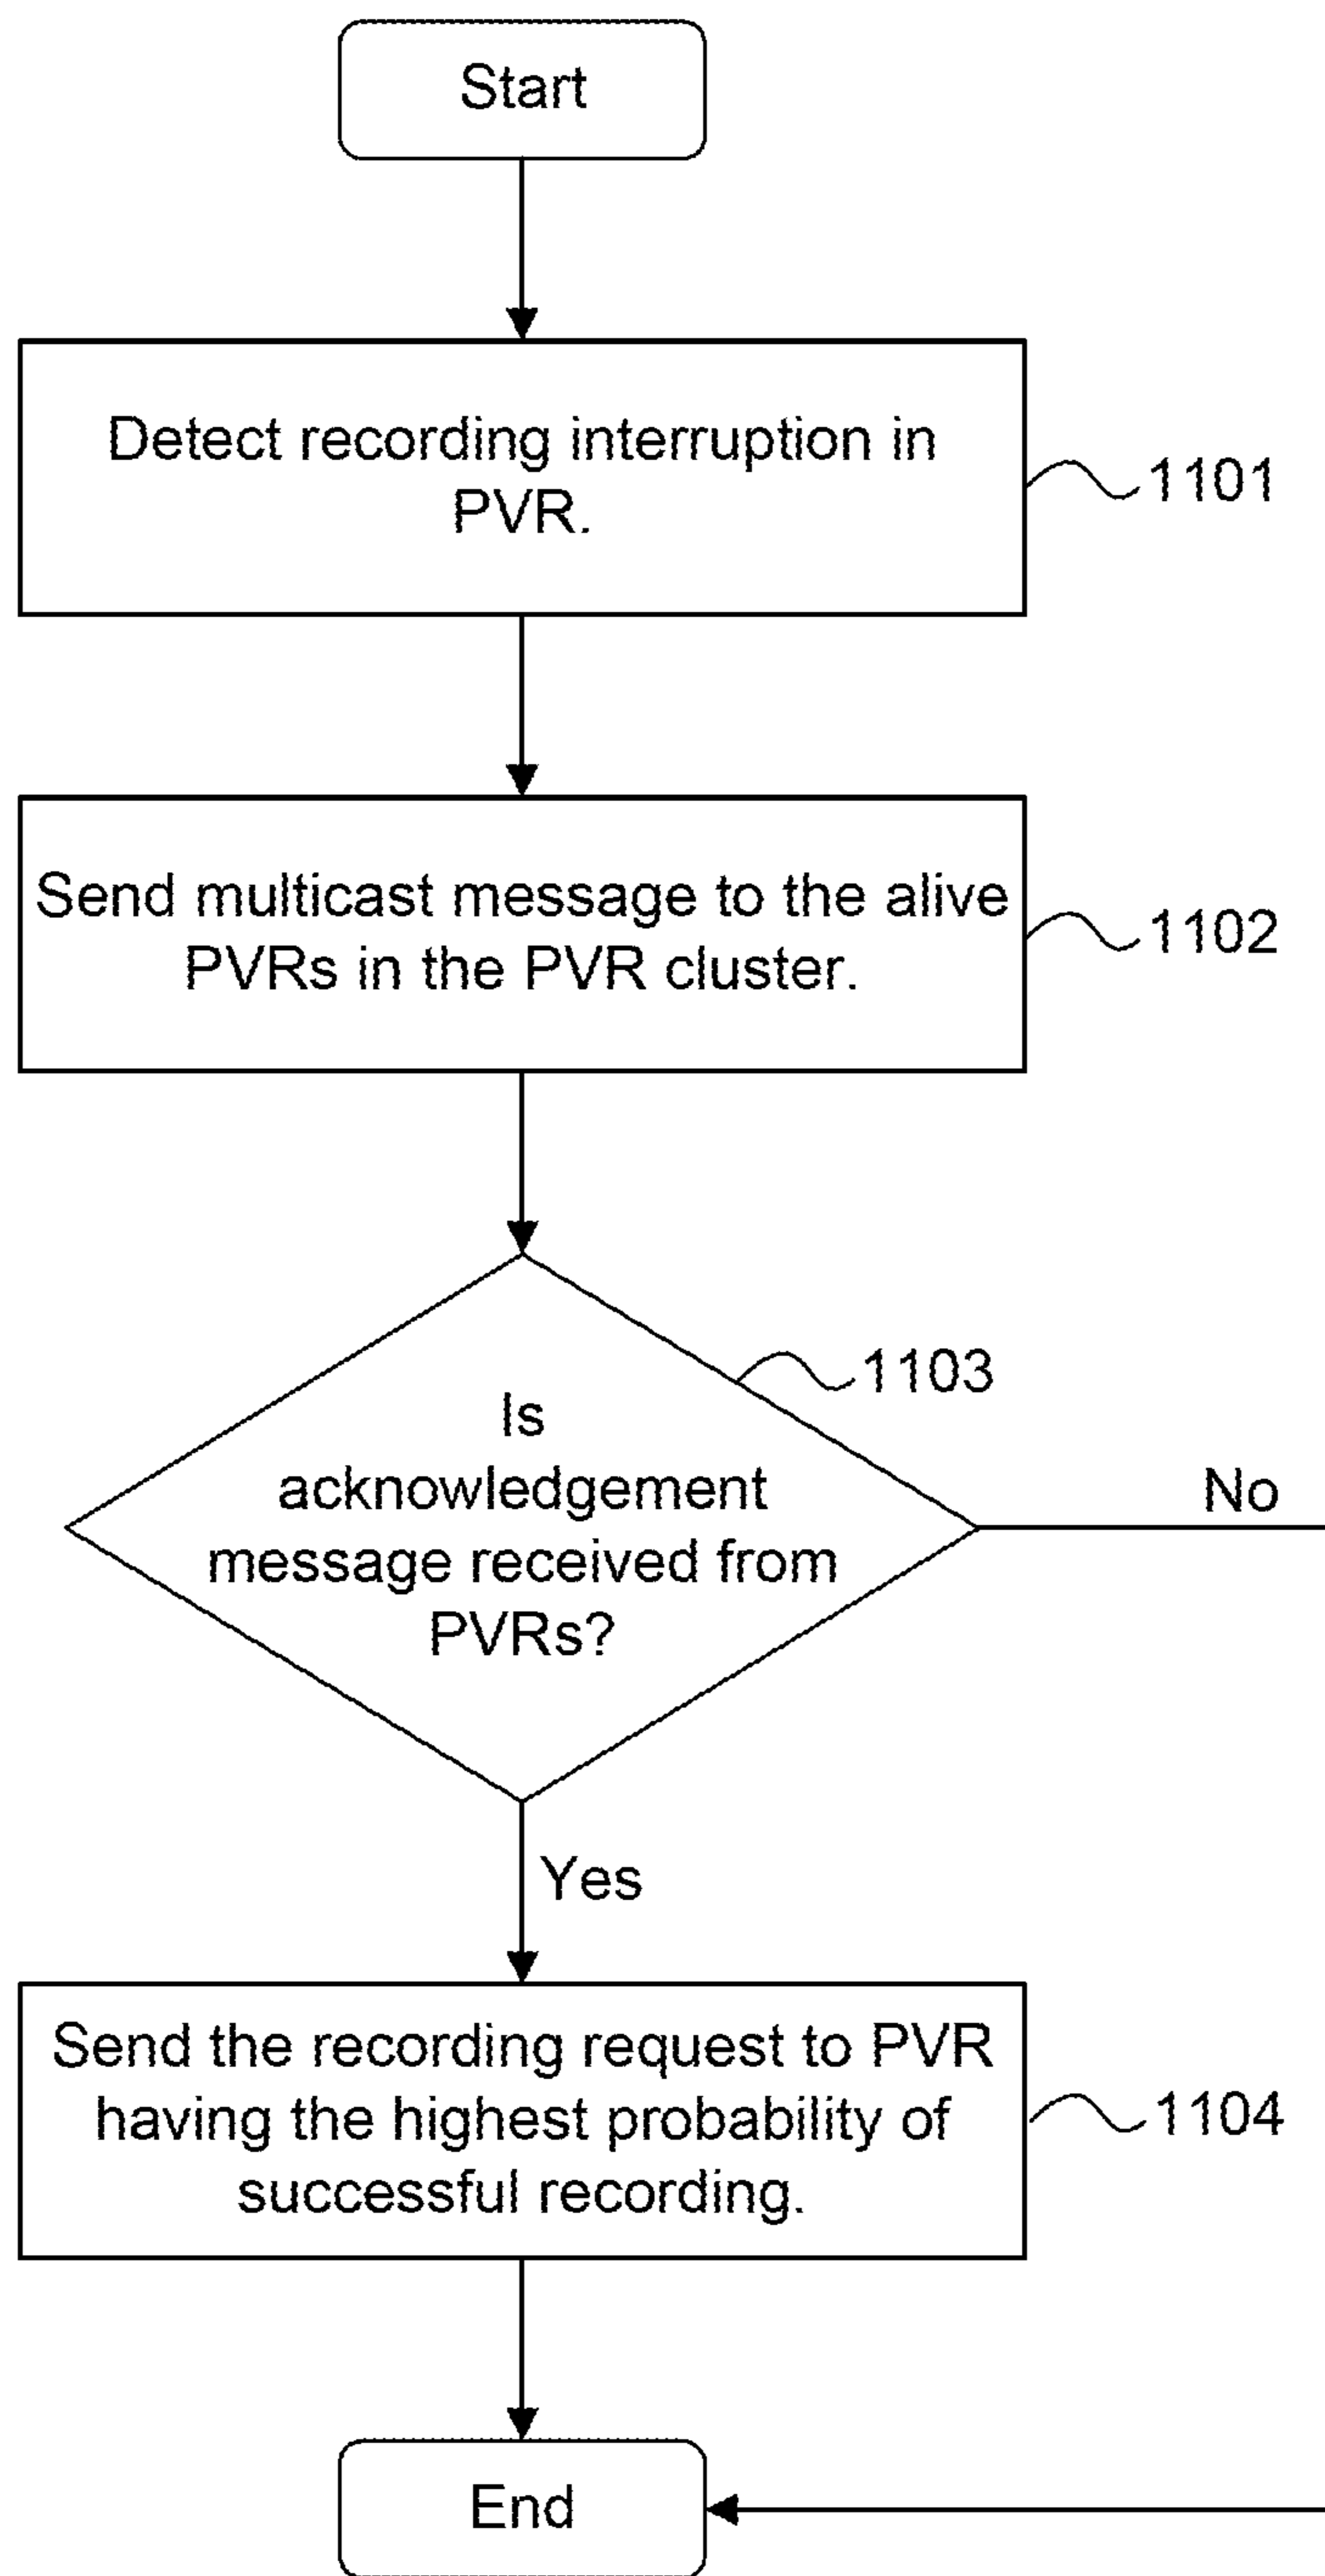 Start
Detect recording interruption in
PVR.
1101
Send multicast message to the alive
PVRs in the PVR cluster.
1102
1103
Is
acknowledgement
message received from
PVRs?
No
Yes
Send the recording request to PVR
having the highest probability of
successful recording.
1104
End